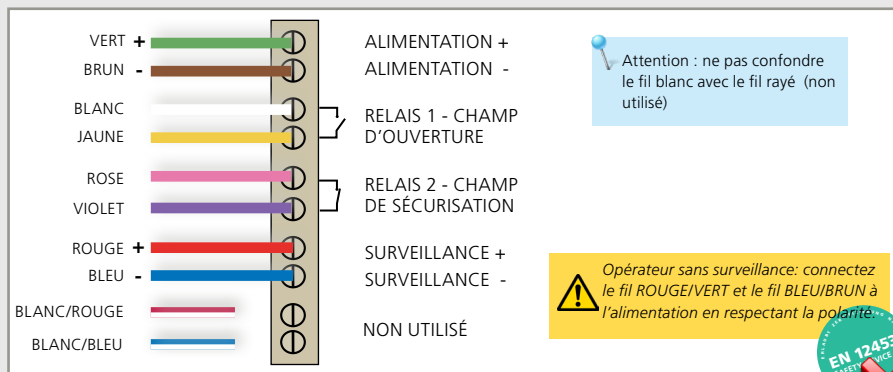 VERT +
ALIMENTATION +
BRUN -
ALIMENTATION -
BLANC
JAUNE
RELAIS 1 - CHAMP
D’OUVERTURE
ROSE
VIOLET
RELAIS 2 - CHAMP
DE SÉCURISATION
ROUGE +
SURVEILLANCE +
BLEU -
SURVEILLANCE -
BLANC/ROUGE
BLANC/BLEU
NON UTILISÉ
Attention : ne pas confondre
le fil blanc avec le fil rayé (non
utilisé)
Opérateur sans surveillance: connectez
le fil ROUGE/VERT et le fil BLEU/BRUN à
l’alimentation en respectant la polarité.
EN 12453